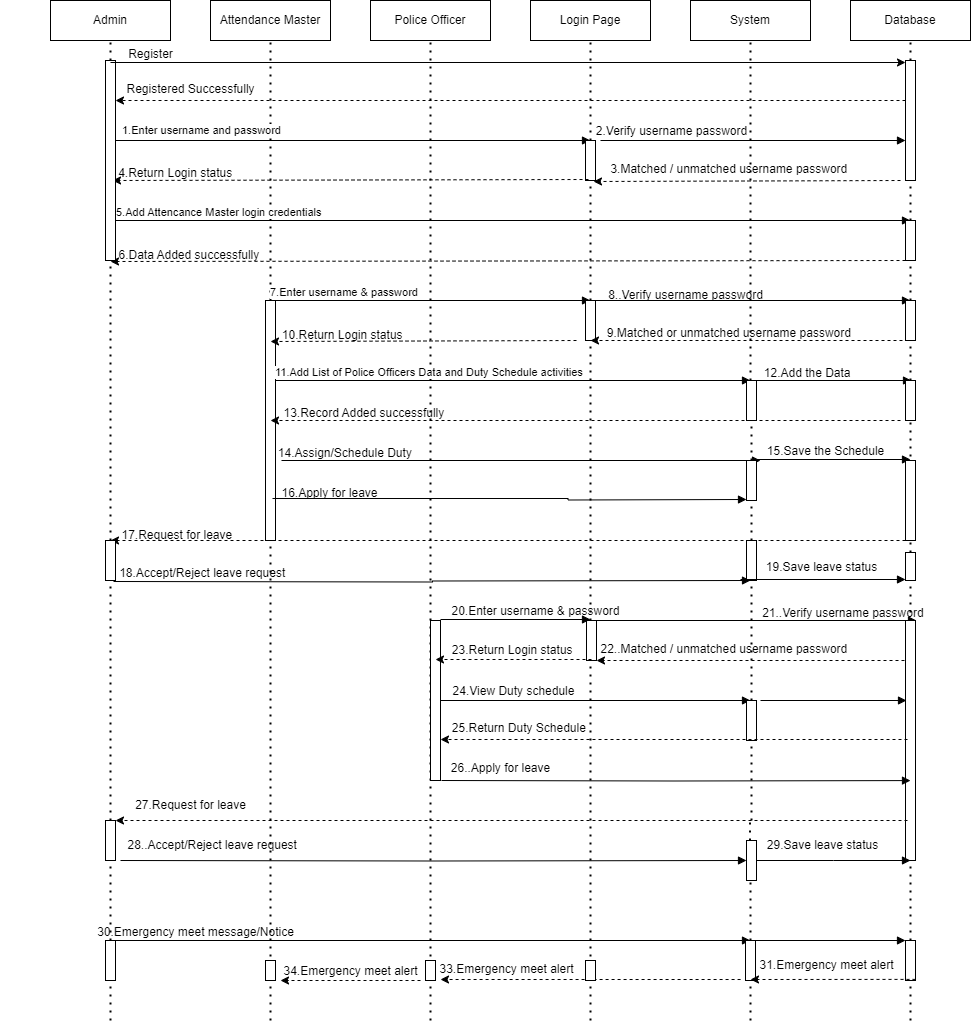 Admin
Attendance Master
Police Officer
Login Page
System
Database
Register
Registered Successfully
1.Enter username and password
2.Verify username password
3.Matched / unmatched username password
4.Return Login status
5.Add Attencance Master login credentials
6.Data Added successfully
7.Enter username & password
8..Verify username password
9.Matched or unmatched username password
10.Return Login status
11.Add List of Police Officers Data and Duty Schedule activities
12.Add the Data
13.Record Added successfully
14.Assign/Schedule Duty
15.Save the Schedule
16.Apply for leave
17.Request for leave
18.Accept/Reject leave request
19.Save leave status
20.Enter username & password
21..Verify username password
22..Matched / unmatched username password
23.Return Login status
24.View Duty schedule
25.Return Duty Schedule
26..Apply for leave
27.Request for leave
28..Accept/Reject leave request
29.Save leave status
30.Emergency meet message/Notice
31.Emergency meet alert
33.Emergency meet alert
34.Emergency meet alert